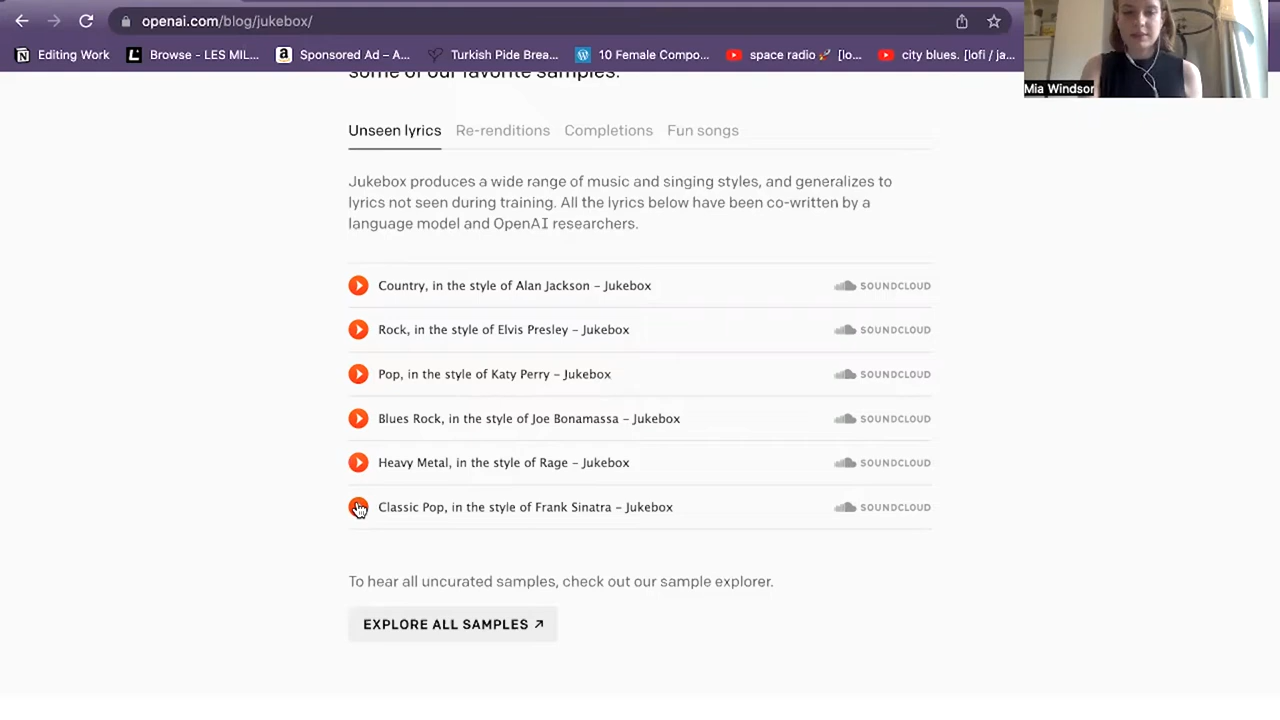 openai.com/blog/jukebox/
Editing Work
Browse - LES MIL...
Sponsored Ad – A...
Turkish Pide Brea...
10 Female Compo...
space radio🚀 [lo...
city blues. [lofi / ja...
Mia Windsor
some of our favorite samples.
Unseen lyrics Re-renditions Completions Fun songs
Jukebox produces a wide range of music and singing styles, and generalizes to
lyrics not seen during training. All the lyrics below have been co-written by a
language model and OpenAI researchers.
Country, in the style of Alan Jackson – Jukebox SOUNDCLOUD
Rock, in the style of Elvis Presley – Jukebox SOUNDCLOUD
Pop, in the style of Katy Perry – Jukebox SOUNDCLOUD
Blues Rock, in the style of Joe Bonamassa – Jukebox SOUNDCLOUD
Heavy Metal, in the style of Rage – Jukebox SOUNDCLOUD
Classic Pop, in the style of Frank Sinatra – Jukebox SOUNDCLOUD
To hear all uncurated samples, check out our sample explorer.
EXPLORE ALL SAMPLES ↗